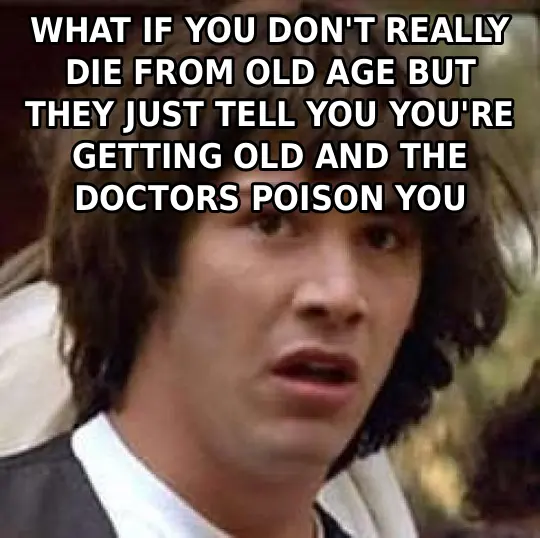 WHAT IF YOU DON'T REALLY
DIE FROM OLD AGE BUT
THEY JUST TELL YOU YOU'RE
GETTING OLD AND THE
DOCTORS POISON YOU